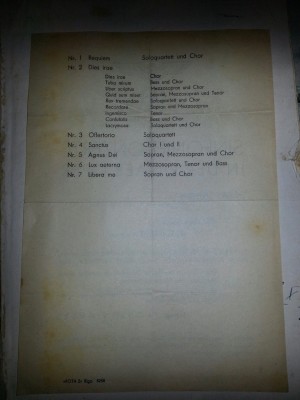 Nr. 1 Requiem Soloquartett und Chor
Nr. 2 Dies irae
Dies irae Chor
Tuba mirum Bass und Chor
Liber scriptus Mezzosopran und Chor
Quid sum miser Sopran, Mezzosopran und Tenor
Rex tremendae Soloquartett und Chor
Recordare Sopran und Mezzosopran
Ingemisco Tenor
Confutatis Bass und Chor
Lacrymosa Soloquartett und Chor
Nr. 3 Offertorio Soloquartett
Nr. 4 Sanctus Chor I und II
Nr. 5 Agnus Dei Sopran, Mezzosopran und Chor
Nr. 6 Lux aeterna Mezzosopran, Tenor und Bass
Nr. 7 Libera me Sopran und Chor